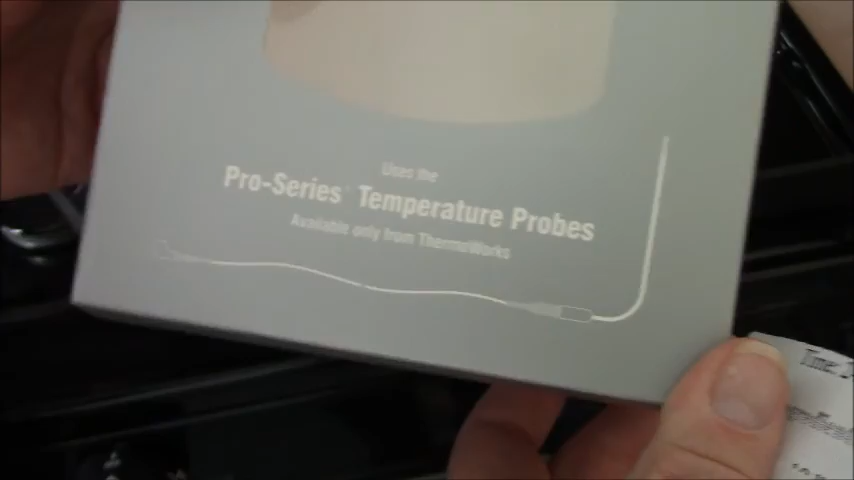 Uses the
Pro-Series Temperature Probes
Available only from ThermoWorks